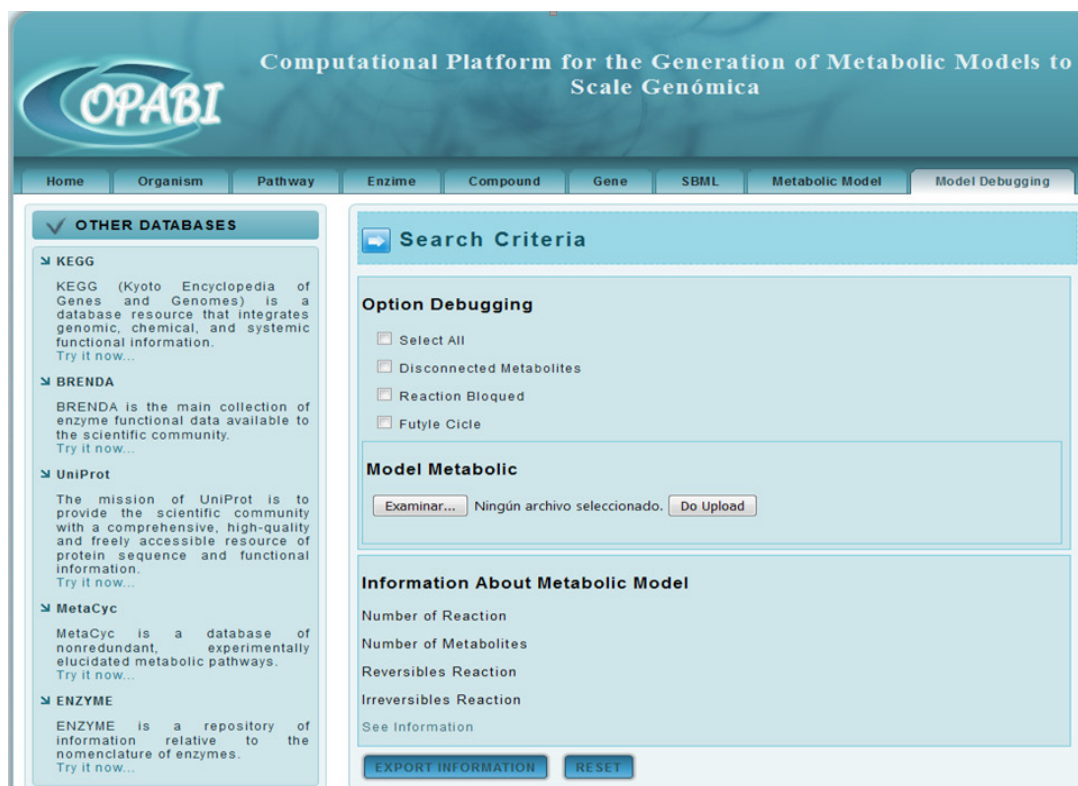 COPABI
Computational Platform for the Generation of Metabolic Models to
Scale Genómica
Home Organism Pathway Enzime Compound Gene SBML Metabolic Model Model Debugging
OTHER DATABASES
KEGG
KEGG (Kyoto Encyclopedia of
Genes and Genomes) is a
database resource that integrates
genomic, chemical, and systemic
functional information.
Try it now...
BRENDA
BRENDA is the main collection of
enzyme functional data available to
the scientific community.
Try it now...
UniProt
The mission of UniProt is to
provide the scientific community
with a comprehensive, high-quality
and freely accessible resource of
protein sequence and functional
information.
Try it now...
MetaCyc
MetaCyc is a database of
nonredundant, experimentally
elucidated metabolic pathways.
Try it now...
ENZYME
ENZYME is a repository of
information relative to the
nomenclature of enzymes.
Try it now...
Search Criteria
Option Debugging
Select All
Disconnected Metabolites
Reaction Bloqued
Futyle Cicle
Model Metabolic
Examinar... Ningún archivo seleccionado. Do Upload
Information About Metabolic Model
Number of Reaction
Number of Metabolites
Reversibles Reaction
Irreversibles Reaction
See Information
EXPORT INFORMATION RESET